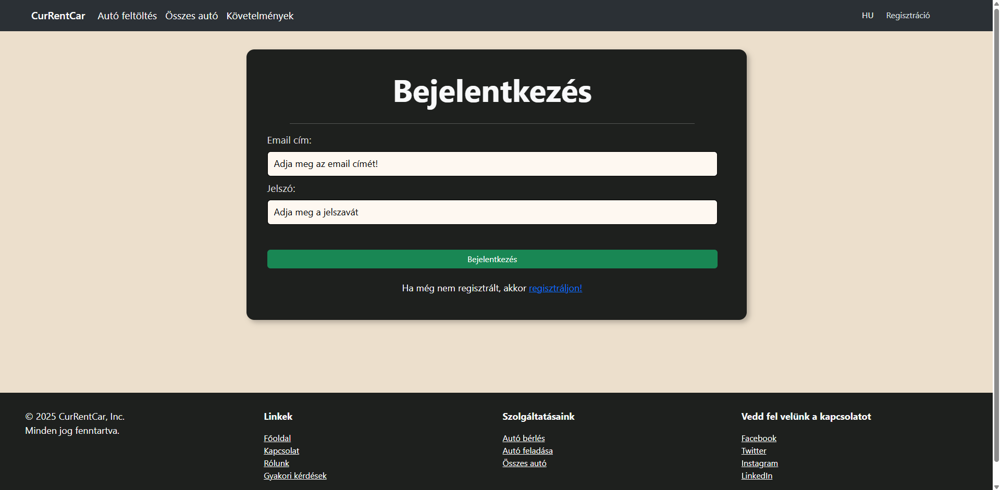 CurRentCar Autó feltöltés Összes autó Követelmények HU Regisztráció
Bejelentkezés
Email cím:
Adja meg az email címét!
Jelszó:
Adja meg a jelszavát
Bejelentkezés
Ha még nem regisztrált, akkor regisztráljon!
© 2025 CurRentCar, Inc.
Minden jog fenntartva.
Linkek
Főoldal
Kapcsolat
Rólunk
Gyakori kérdések
Szolgáltatásaink
Autó bérlés
Autó feladása
Összes autó
Vedd fel velünk a kapcsolatot
Facebook
Twitter
Instagram
LinkedIn